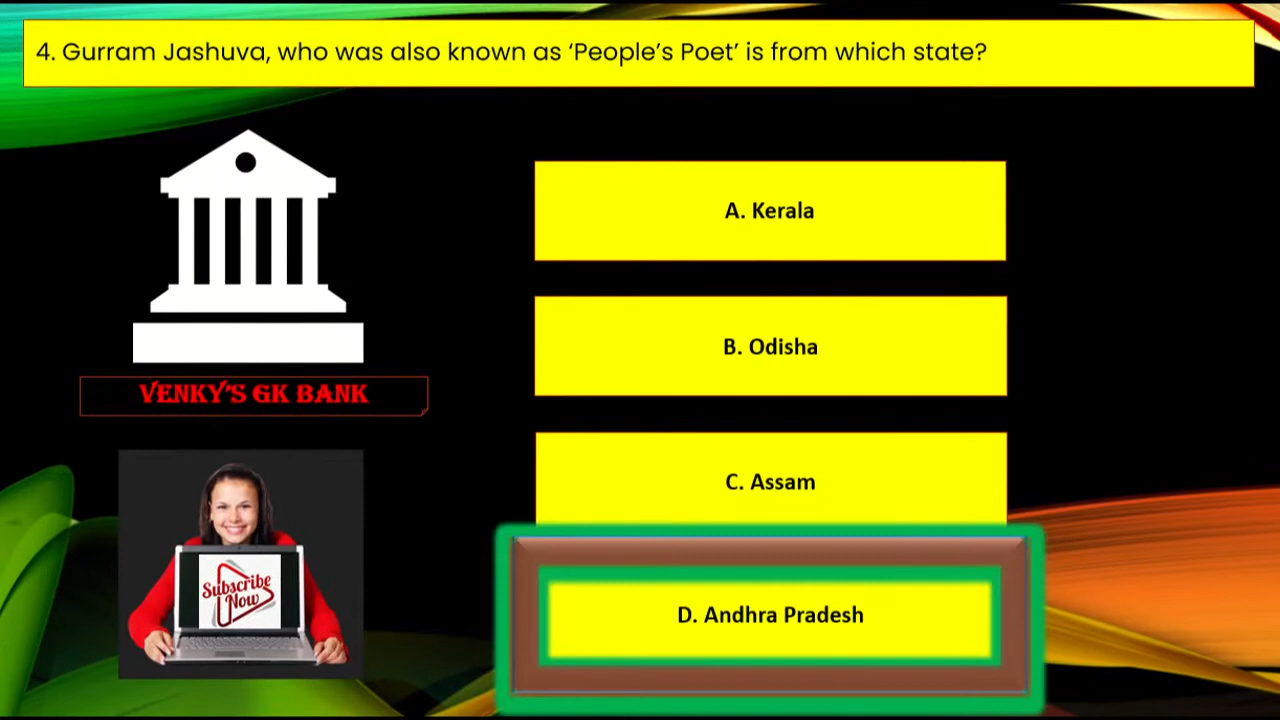 4. Gurram Jashuva, who was also known as ‘People’s Poet’ is from which state?
A. Kerala
B. Odisha
VENKY'S GK BANK
C. Assam
Subscribe
Now
D. Andhra Pradesh